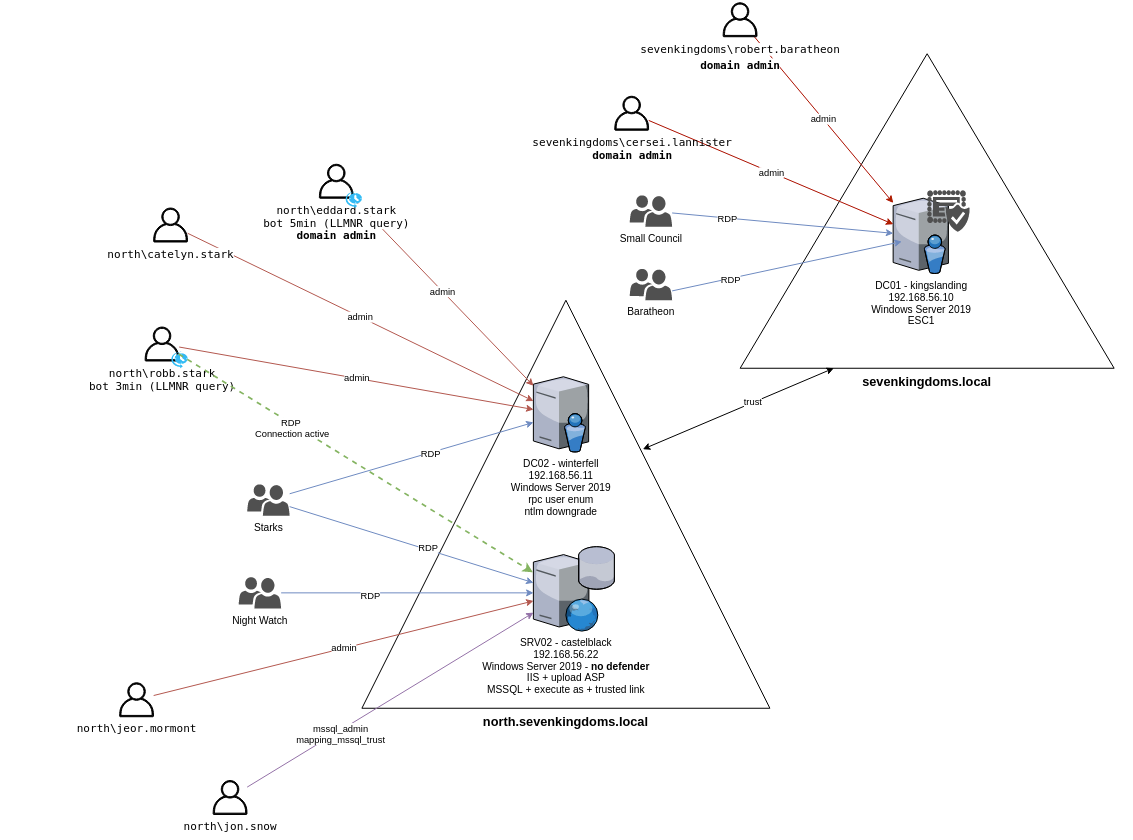 sevenkingdoms\robert.baratheon
domain admin
admin
sevenkingdoms\cersei.lannister
domain admin
admin
north\eddard.stark
bot 5min (LLMNR query)
domain admin
admin
north\catelyn.stark
admin
Small Council
RDP
Baratheon
RDP
DC01 - kingslanding
192.168.56.10
Windows Server 2019
ESC1
sevenkingdoms.local
trust
north\robb.stark
bot 3min (LLMNR query)
admin
RDP
Connection active
Starks
RDP
RDP
DC02 - winterfell
192.168.56.11
Windows Server 2019
rpc user enum
ntlm downgrade
Night Watch
RDP
SRV02 - castelblack
192.168.56.22
Windows Server 2019 - no defender
IIS + upload ASP
MSSQL + execute as + trusted link
north.sevenkingdoms.local
admin
north\jeor.mormont
mssql_admin
mapping_mssql_trust
north\jon.snow